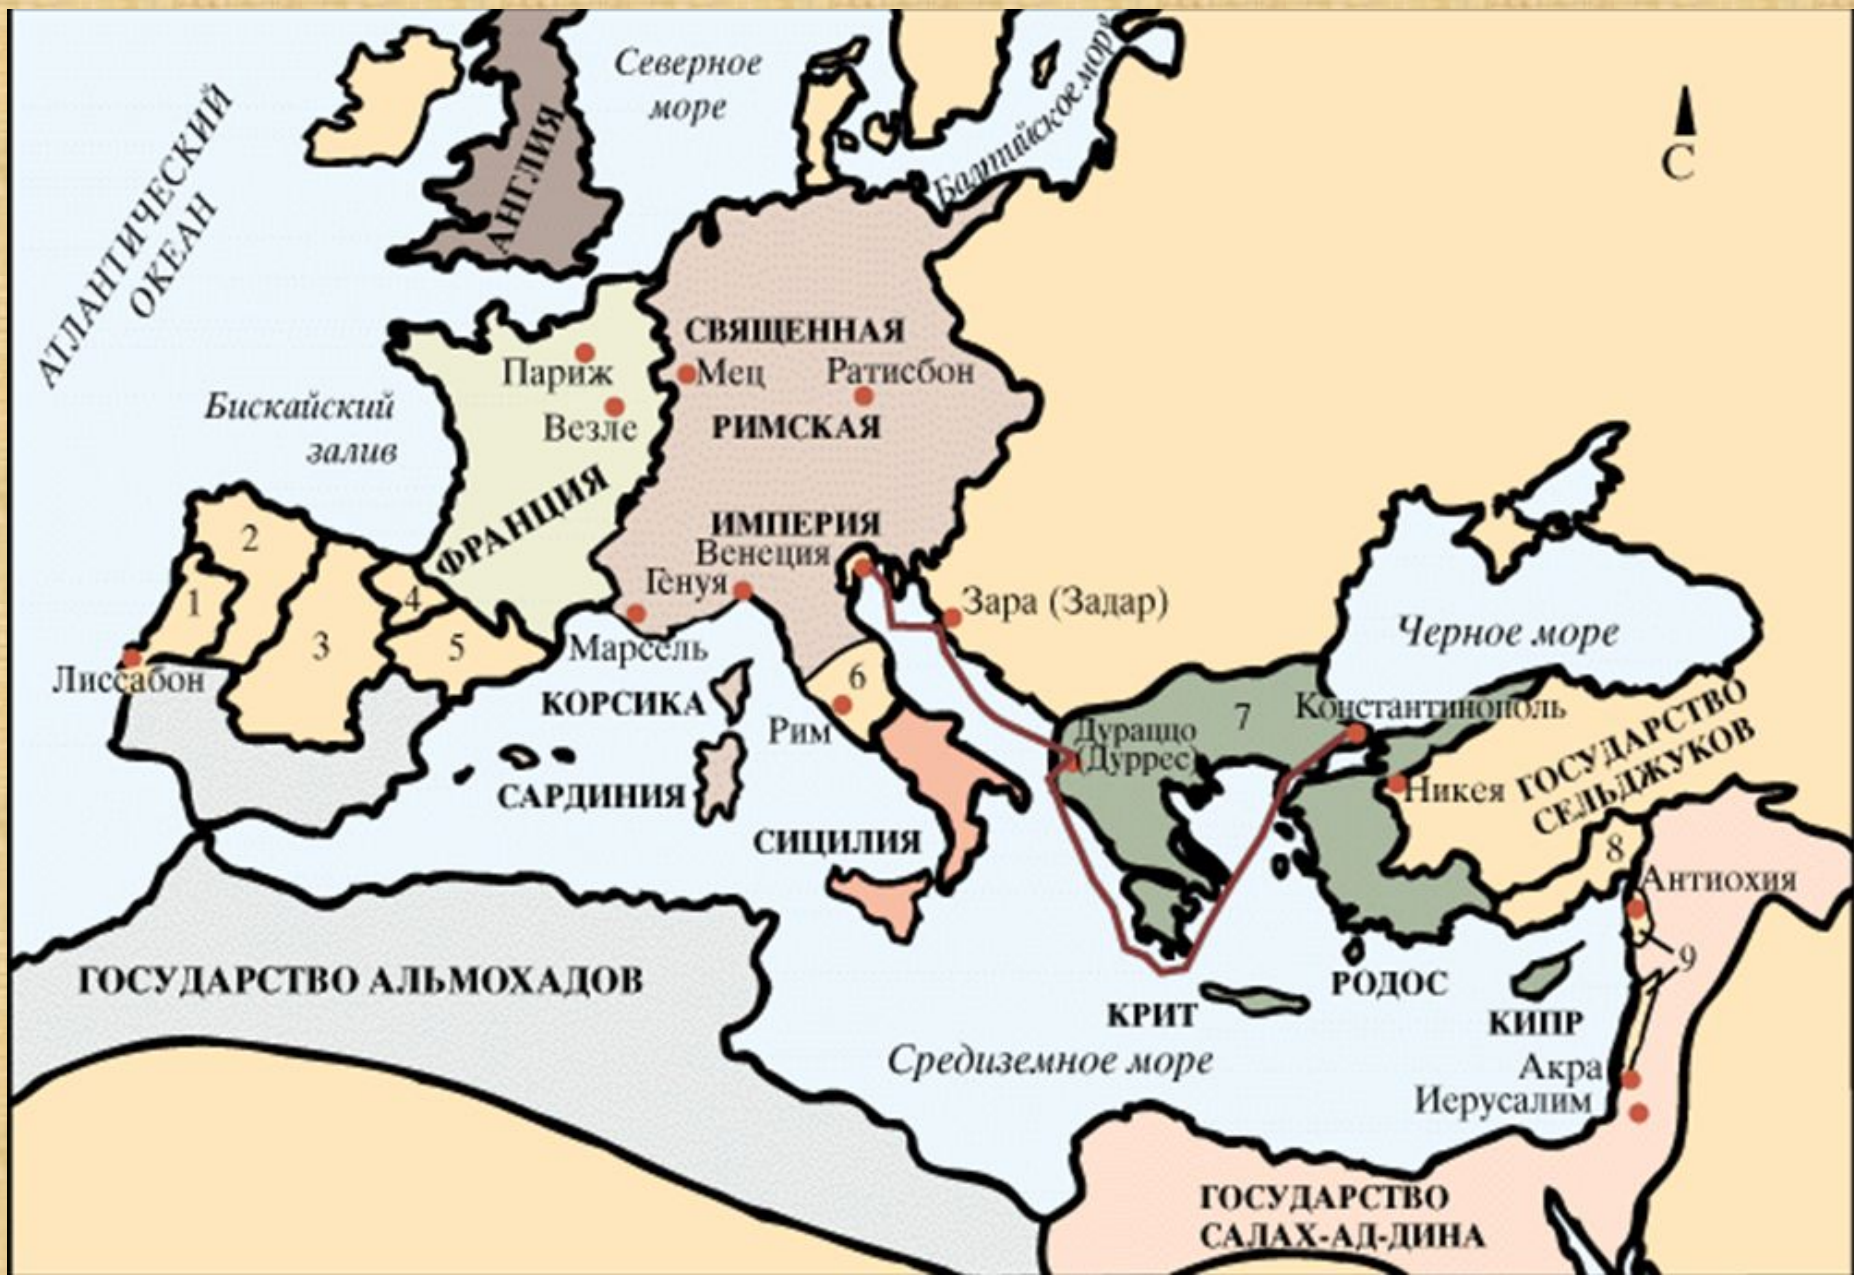 Северное
море
Балтийское море
С
АТЛАНТИЧЕСКИЙ
ОКЕАН
АНГЛИЯ
СВЯЩЕННАЯ
Париж
Мец
Ратисбон
Бискайский
залив
Везле
РИМСКАЯ
ФРАНЦИЯ
ИМПЕРИЯ
Венеция
2
Генуя
1
4
Зара (Задар)
3
5
Черное море
Марсель
Лиссабон
6
КОРСИКА
7
Константинополь
Рим
Дураццо
(Дуррес)
ГОСУДАРСТВО
СЕЛЬДЖУКОВ
САРДИНИЯ
Никея
СИЦИЛИЯ
8
Антиохия
9
ГОСУДАРСТВО АЛЬМОХАДОВ
РОДОС
КРИТ
КИПР
Средиземное море
Акра
Иерусалим
ГОСУДАРСТВО
САЛАХ-АД-ДИНА